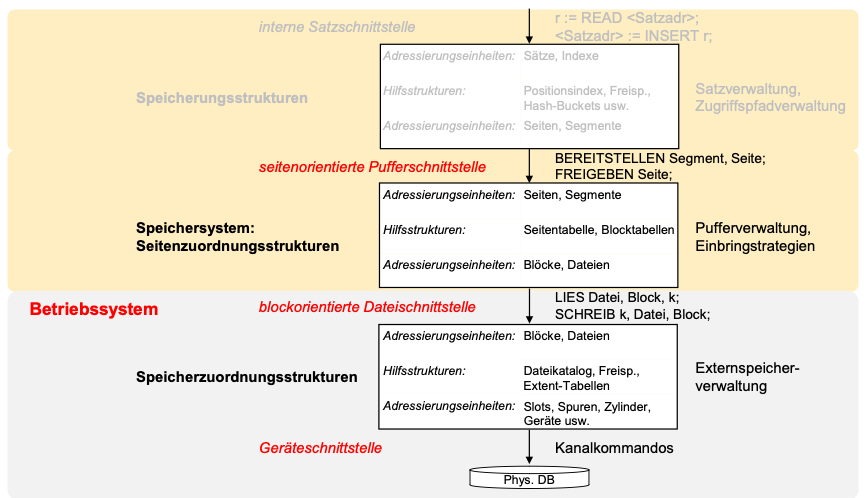 interne Satzschnittstelle
r := READ <Satzadr>;
<Satzadr> := INSERT r;
Adressierungseinheiten: Sätze, Indexe
Speicherungsstrukturen
Hilfsstrukturen: Positionsindex, Freisp.,
Hash-Buckets usw.
Satzverwaltung,
Zugriffspfadverwaltung
Adressierungseinheiten: Seiten, Segmente
seitenorientierte Pufferschnittstelle
BEREITSTELLEN Segment, Seite;
FREIGEBEN Seite;
Adressierungseinheiten: Seiten, Segmente
Speichersystem:
Seitenzuordnungsstrukturen
Hilfsstrukturen: Seitentabelle, Blocktabellen
Pufferverwaltung,
Einbringstrategien
Adressierungseinheiten: Blöcke, Dateien
Betriebssystem
blockorientierte Dateischnittstelle
LIES Datei, Block, k;
SCHREIB k, Datei, Block;
Adressierungseinheiten: Blöcke, Dateien
Speicherzuordnungsstrukturen
Hilfsstrukturen: Dateikatalog, Freisp.,
Extent-Tabellen
Externspeicher-
verwaltung
Adressierungseinheiten: Slots, Spuren, Zylinder,
Geräte usw.
Geräteschnittstelle
Kanalkommandos
Phys. DB